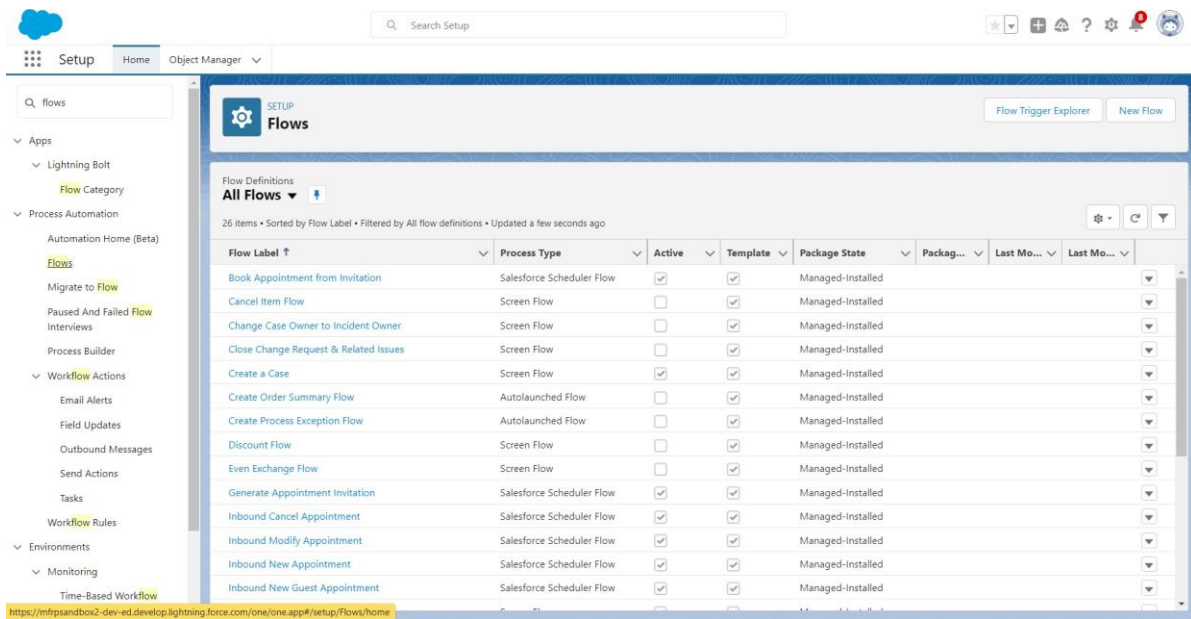 Search Setup
8
Setup Home Object Manager
flows
SETUP
Flows
Flow Trigger Explorer New Flow
Apps
Lightning Bolt
Flow Category
Process Automation
Automation Home (Beta)
Flows
Migrate to Flow
Paused And Failed Flow
Interviews
Process Builder
Workflow Actions
Email Alerts
Field Updates
Outbound Messages
Send Actions
Tasks
Workflow Rules
Environments
Monitoring
Time-Based Workflow
Flow Definitions
All Flows
26 items • Sorted by Flow Label • Filtered by All flow definitions • Updated a few seconds ago
Flow Label Process Type Active Template Package State Packag... Last Mo... Last Mo...
Book Appointment from Invitation Salesforce Scheduler Flow Managed-Installed
Cancel Item Flow Screen Flow Managed-Installed
Change Case Owner to Incident Owner Screen Flow Managed-Installed
Close Change Request & Related Issues Screen Flow Managed-Installed
Create a Case Screen Flow Managed-Installed
Create Order Summary Flow Autolaunched Flow Managed-Installed
Create Process Exception Flow Autolaunched Flow Managed-Installed
Discount Flow Screen Flow Managed-Installed
Even Exchange Flow Screen Flow Managed-Installed
Generate Appointment Invitation Salesforce Scheduler Flow Managed-Installed
Inbound Cancel Appointment Salesforce Scheduler Flow Managed-Installed
Inbound Modify Appointment Salesforce Scheduler Flow Managed-Installed
Inbound New Appointment Salesforce Scheduler Flow Managed-Installed
Inbound New Guest Appointment Salesforce Scheduler Flow Managed-Installed
https://mfrpsandbox2-dev-ed.develop.lightning.force.com/one/one.app#/setup/Flows/home